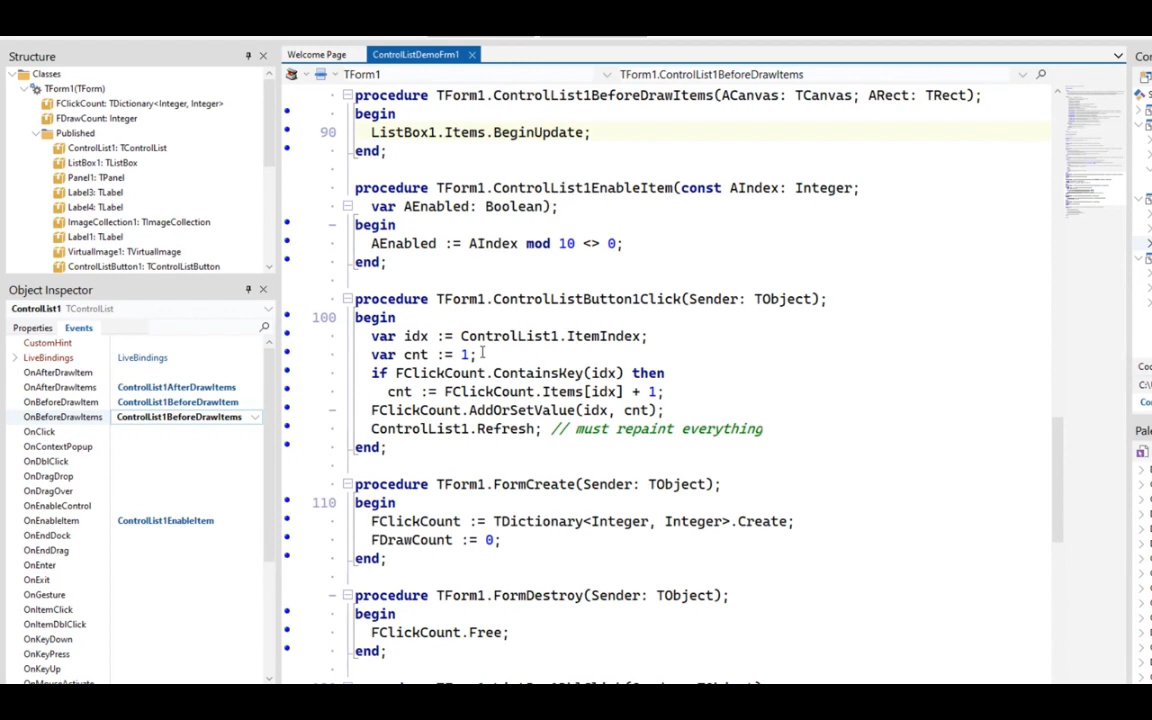 Structure
Classes
TForm1(TForm)
FClickCount: TDictionary<Integer, Integer>
FDrawCount: Integer
Published
ControlList1: TControlList
ListBox1: TListBox
Panel1: TPanel
Label3: TLabel
Label4: TLabel
ImageCollection1: TImageCollection
Label1: TLabel
VirtualImage1: TVirtualImage
ControlListButton1: TControlListButton
Object Inspector
ControlList1 TControlList
Properties Events
CustomHint
LiveBindings LiveBindings
OnAfterDrawItem
OnAfterDrawItems ControlList1AfterDrawItems
OnBeforeDrawItem ControlList1BeforeDrawItem
OnBeforeDrawItems ControlList1BeforeDrawItems
OnClick
OnContextPopup
OnDblClick
OnDragDrop
OnDragOver
OnEnableControl
OnEnableItem ControlList1EnableItem
OnEndDock
OnEndDrag
OnEnter
OnExit
OnGesture
OnItemClick
OnItemDblClick
OnKeyDown
OnKeyPress
OnKeyUp
OnMouseActivate
Welcome Page ControlListDemoFrm1
TForm1 TForm1.ControlList1BeforeDrawItems
procedure TForm1.ControlList1BeforeDrawItems(ACanvas: TCanvas; ARect: TRect);
begin
90 ListBox1.Items.BeginUpdate;
end;
procedure TForm1.ControlList1EnableItem(const AIndex: Integer;
var AEnabled: Boolean);
begin
AEnabled := AIndex mod 10 <> 0;
end;
procedure TForm1.ControlListButton1Click(Sender: TObject);
100 begin
var idx := ControlList1.ItemIndex;
var cnt := 1;
if FClickCount.ContainsKey(idx) then
cnt := FClickCount.Items[idx] + 1;
FClickCount.AddOrSetValue(idx, cnt);
ControlList1.Refresh; // must repaint everything
end;
procedure TForm1.FormCreate(Sender: TObject);
110 begin
FClickCount := TDictionary<Integer, Integer>.Create;
FDrawCount := 0;
end;
procedure TForm1.FormDestroy(Sender: TObject);
begin
FClickCount.Free;
end;